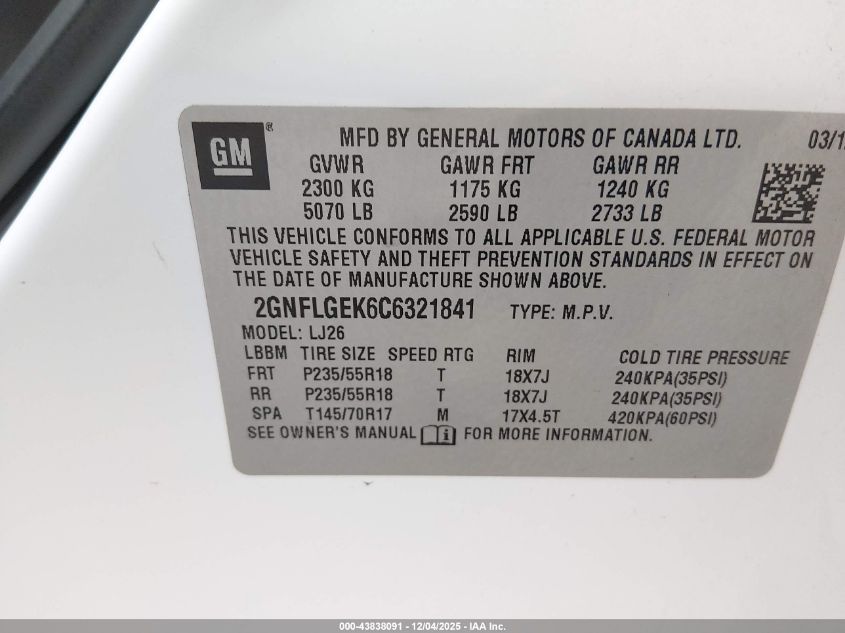 GM ®
MFD BY GENERAL MOTORS OF CANADA LTD. 03/1
GVWR GAWR FRT GAWR RR
2300 KG 1175 KG 1240 KG
5070 LB 2590 LB 2733 LB
THIS VEHICLE CONFORMS TO ALL APPLICABLE U.S. FEDERAL MOTOR
VEHICLE SAFETY AND THEFT PREVENTION STANDARDS IN EFFECT ON
THE DATE OF MANUFACTURE SHOWN ABOVE.
2GNFLGEK6C6321841 TYPE: M.P.V.
MODEL: LJ26
LBBM TIRE SIZE SPEED RTG RIM COLD TIRE PRESSURE
FRT P235/55R18 T 18X7J 240KPA(35PSI)
RR P235/55R18 T 18X7J 240KPA(35PSI)
SPA T145/70R17 M 17X4.5T 420KPA(60PSI)
SEE OWNER'S MANUAL FOR MORE INFORMATION.
000-43838091 - 12/04/2025 - IAA Inc.